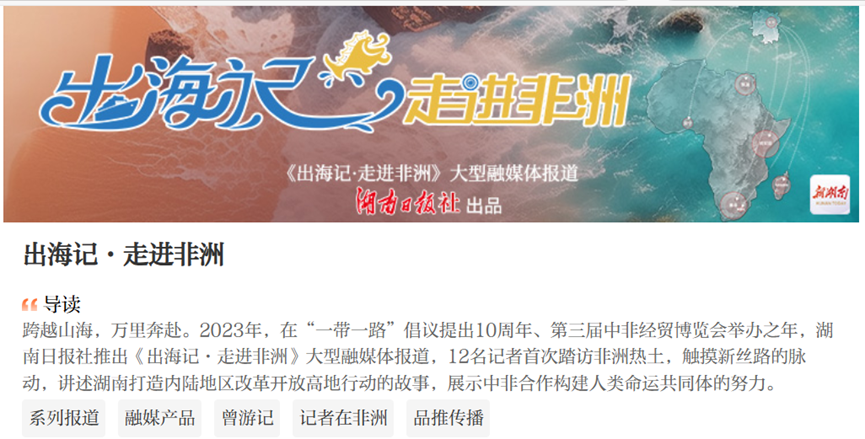 出海记 走进非洲
《出海记·走进非洲》大型融媒体报道
湖南日报社 出品
新湖南
出海记·走进非洲
导读
跨越山海，万里奔赴。2023年，在“一带一路”倡议提出10周年、第三届中非经贸博览会举办之年，湖
南日报社推出《出海记·走进非洲》大型融媒体报道，12名记者首次踏访非洲热土，触摸新丝路的脉
动，讲述湖南打造内陆地区改革开放高地行动的故事，展示中非合作构建人类命运共同体的努力。
系列报道 融媒产品 曾游记 记者在非洲 品推传播